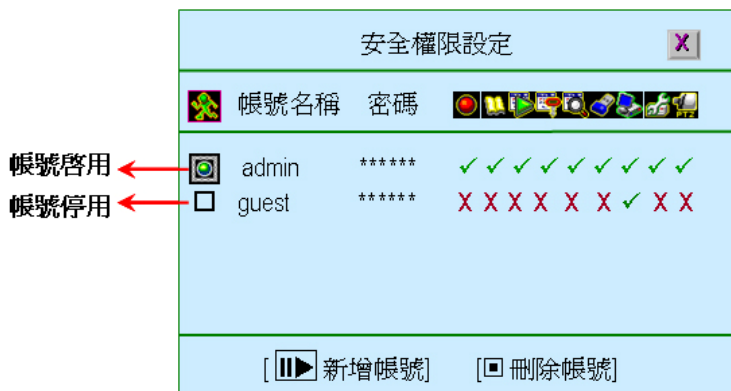 安全權限設定 X
帳號名稱 密碼 PTZ
帳號啓用 admin ****** ✓ ✓ ✓ ✓ ✓ ✓ ✓ ✓ ✓
帳號停用 guest ****** X X X X X X ✓ X X
[ 新增帳號] [ 刪除帳號]